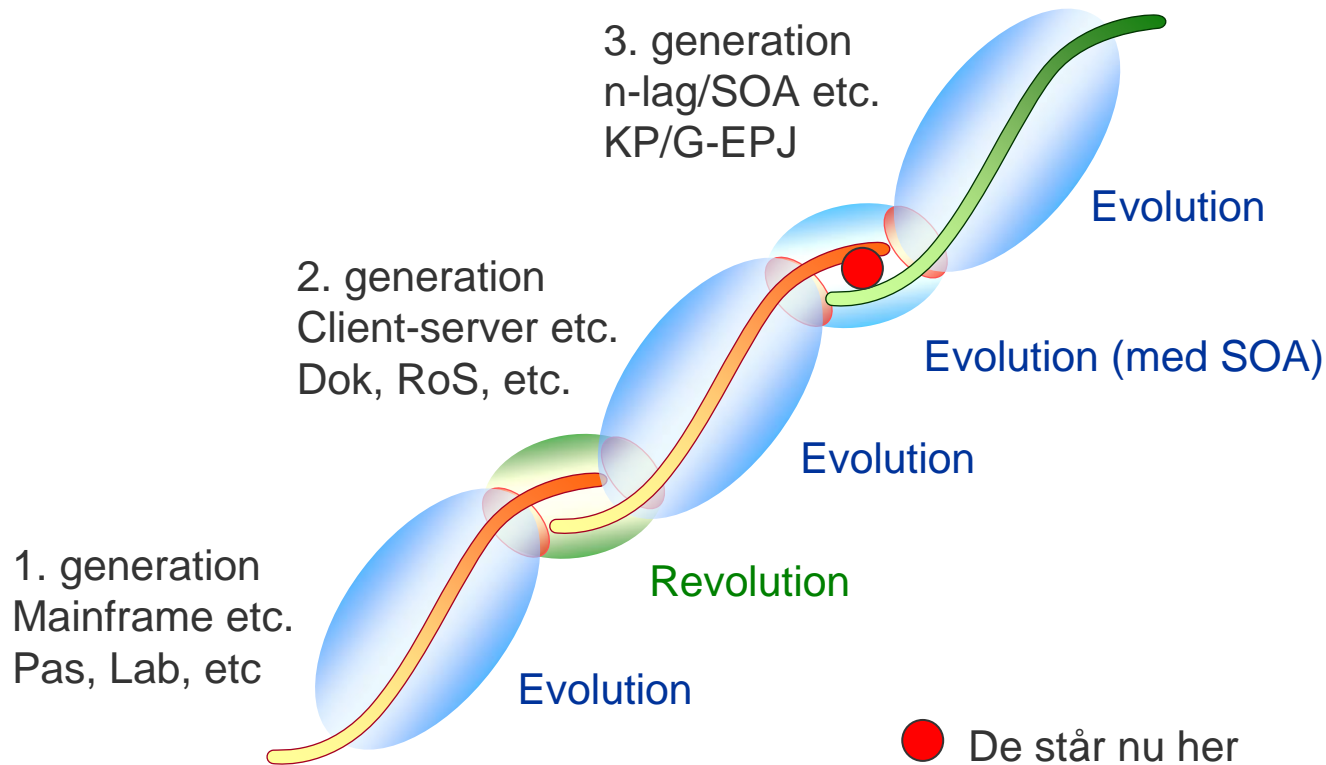 3. generation
n-lag/SOA etc.
KP/G-EPJ
Evolution
2. generation
Client-server etc.
Dok, RoS, etc.
Evolution (med SOA)
Evolution
1. generation
Mainframe etc.
Pas, Lab, etc
Revolution
Evolution
De står nu her